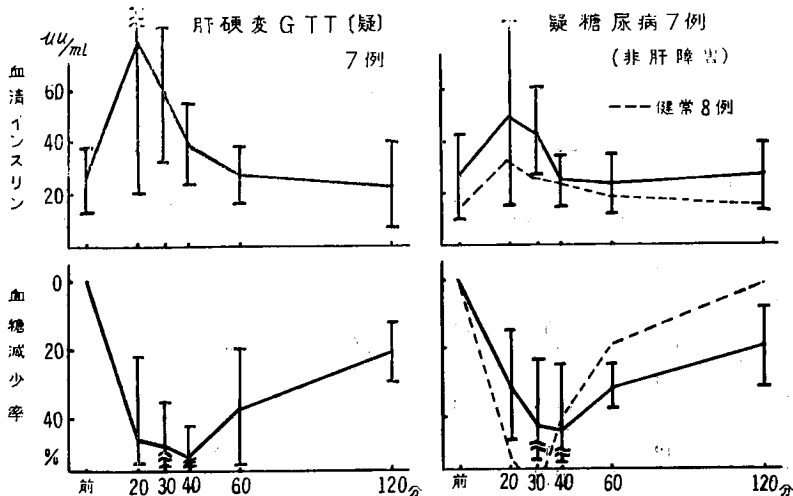 肝硬変GTT〔疑〕
7例
μu/ml
60
40
20
血清インスリン
疑糖尿病7例
(非肝障害)
健常8例
血糖減少率
0
20
40
%
前 20 30 40 60 120分
前 20 30 40 60 120分